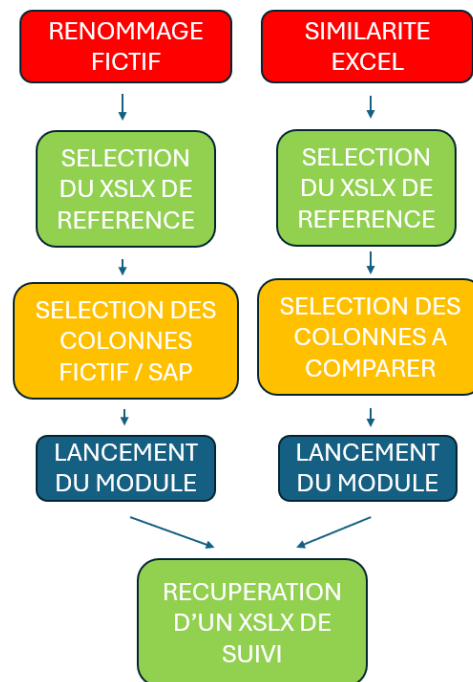 RENOMMAGE
FICTIF
SIMILARITE
EXCEL
SELECTION
DU XSLX DE
REFERENCE
SELECTION
DU XSLX DE
REFERENCE
SELECTION DES
COLONNES
FICTIF / SAP
SELECTION DES
COLONNES A
COMPARER
LANCEMENT
DU MODULE
LANCEMENT
DU MODULE
RECUPERATION
D'UN XSLX DE
SUIVI